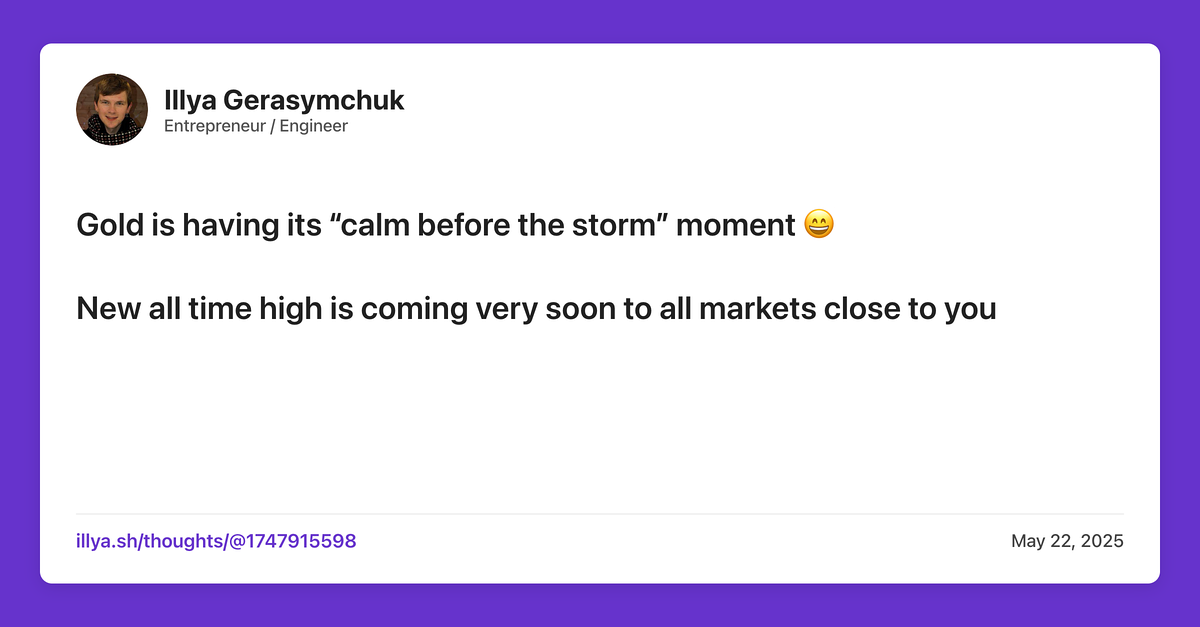 Illya Gerasymchuk
Entrepreneur / Engineer
Gold is having its “calm before the storm” moment 😄
New all time high is coming very soon to all markets close to you
illya.sh/thoughts/@1747915598
May 22, 2025